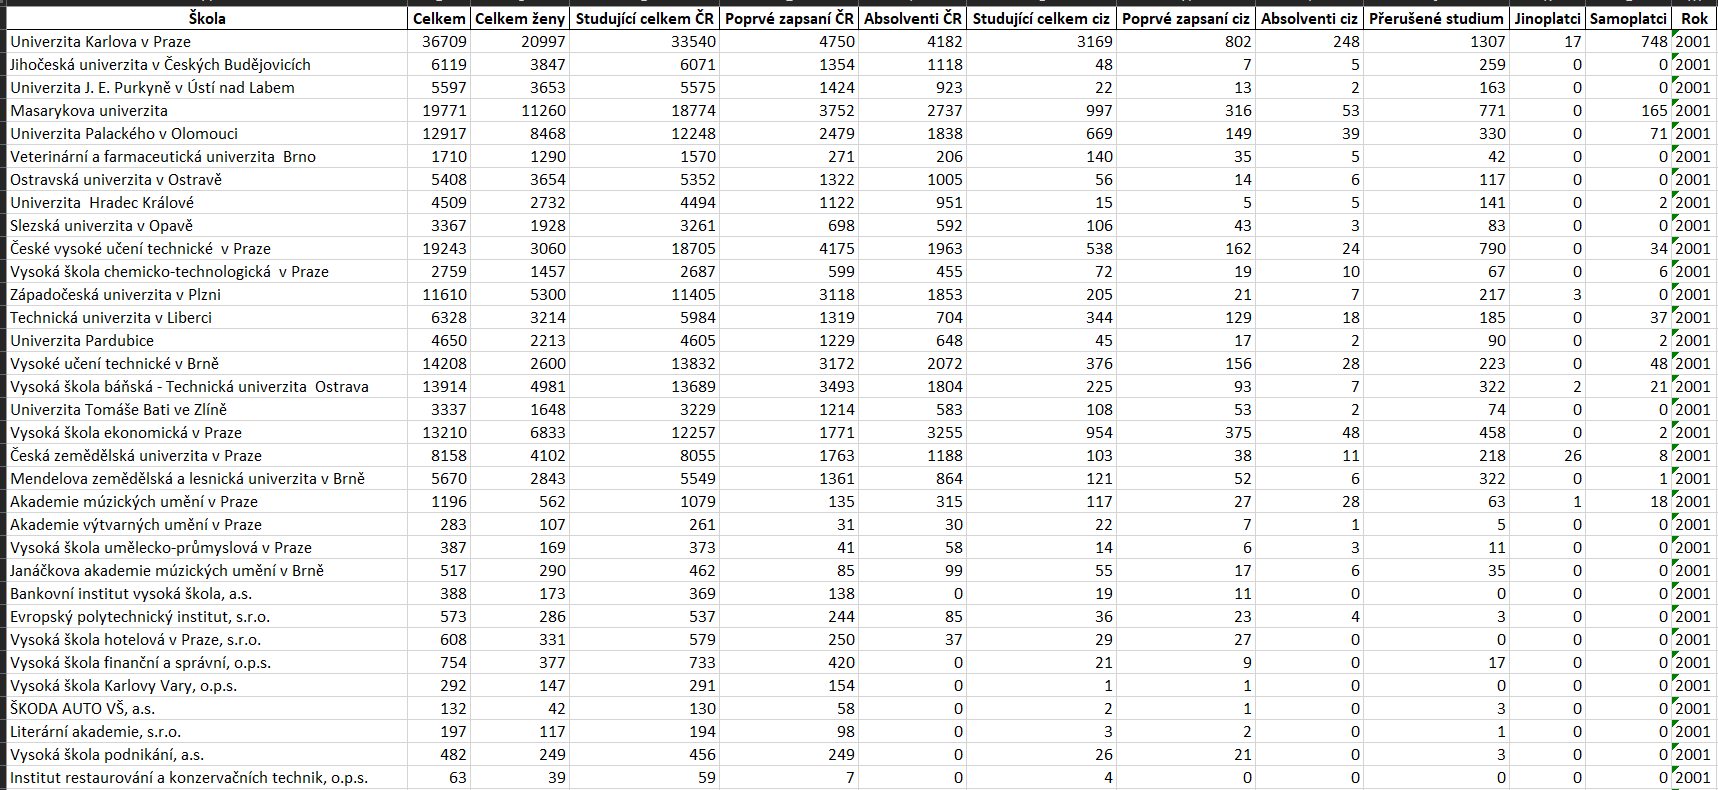 Škola Celkem Celkem ženy Studující celkem ČR Poprvé zapsaní ČR Absolventi ČR Studující celkem ciz Poprvé zapsaní ciz Absolventi ciz Přerušené studium Jinoplatci Samoplatci Rok
Univerzita Karlova v Praze 36709 20997 33540 4750 4182 3169 802 248 1307 17 748 2001
Jihočeská univerzita v Českých Budějovicích 6119 3847 6071 1354 1118 48 7 5 259 0 0 2001
Univerzita J. E. Purkyně v Ústí nad Labem 5597 3653 5575 1424 923 22 13 2 163 0 0 2001
Masarykova univerzita 19771 11260 18774 3752 2737 997 316 53 771 0 165 2001
Univerzita Palackého v Olomouci 12917 8468 12248 2479 1838 669 149 39 330 0 71 2001
Veterinární a farmaceutická univerzita Brno 1710 1290 1570 271 206 140 35 5 42 0 0 2001
Ostravská univerzita v Ostravě 5408 3654 5352 1322 1005 56 14 6 117 0 0 2001
Univerzita Hradec Králové 4509 2732 4494 1122 951 15 5 5 141 0 2 2001
Slezská univerzita v Opavě 3367 1928 3261 698 592 106 43 3 83 0 0 2001
České vysoké učení technické v Praze 19243 3060 18705 4175 1963 538 162 24 790 0 34 2001
Vysoká škola chemicko-technologická v Praze 2759 1457 2687 599 455 72 19 10 67 0 6 2001
Západočeská univerzita v Plzni 11610 5300 11405 3118 1853 205 21 7 217 3 0 2001
Technická univerzita v Liberci 6328 3214 5984 1319 704 344 129 18 185 0 37 2001
Univerzita Pardubice 4650 2213 4605 1229 648 45 17 2 90 0 2 2001
Vysoké učení technické v Brně 14208 2600 13832 3172 2072 376 156 28 223 0 48 2001
Vysoká škola báňská - Technická univerzita Ostrava 13914 4981 13689 3493 1804 225 93 7 322 2 21 2001
Univerzita Tomáše Bati ve Zlíně 3337 1648 3229 1214 583 108 53 2 74 0 0 2001
Vysoká škola ekonomická v Praze 13210 6833 12257 1771 3255 954 375 48 458 0 2 2001
Česká zemědělská univerzita v Praze 8158 4102 8055 1763 1188 103 38 11 218 26 8 2001
Mendelova zemědělská a lesnická univerzita v Brně 5670 2843 5549 1361 864 121 52 6 322 0 1 2001
Akademie múzických umění v Praze 1196 562 1079 135 315 117 27 28 63 1 18 2001
Akademie výtvarných umění v Praze 283 107 261 31 30 22 7 1 5 0 0 2001
Vysoká škola umělecko-průmyslová v Praze 387 169 373 41 58 14 6 3 11 0 0 2001
Janáčkova akademie múzických umění v Brně 517 290 462 85 99 55 17 6 35 0 0 2001
Bankovní institut vysoká škola, a.s. 388 173 369 138 0 19 11 0 0 0 0 2001
Evropský polytechnický institut, s.r.o. 573 286 537 244 85 36 23 4 3 0 0 2001
Vysoká škola hotelová v Praze, s.r.o. 608 331 579 250 37 29 27 0 0 0 0 2001
Vysoká škola finanční a správní, o.p.s. 754 377 733 420 0 21 9 0 17 0 0 2001
Vysoká škola Karlovy Vary, o.p.s. 292 147 291 154 0 1 1 0 0 0 0 2001
ŠKODA AUTO VŠ, a.s. 132 42 130 58 0 2 1 0 3 0 0 2001
Literární akademie, s.r.o. 197 117 194 98 0 3 2 0 1 0 0 2001
Vysoká škola podnikání, a.s. 482 249 456 249 0 26 21 0 3 0 0 2001
Institut restaurování a konzervačních technik, o.p.s. 63 39 59 7 0 4 0 0 0 0 0 2001